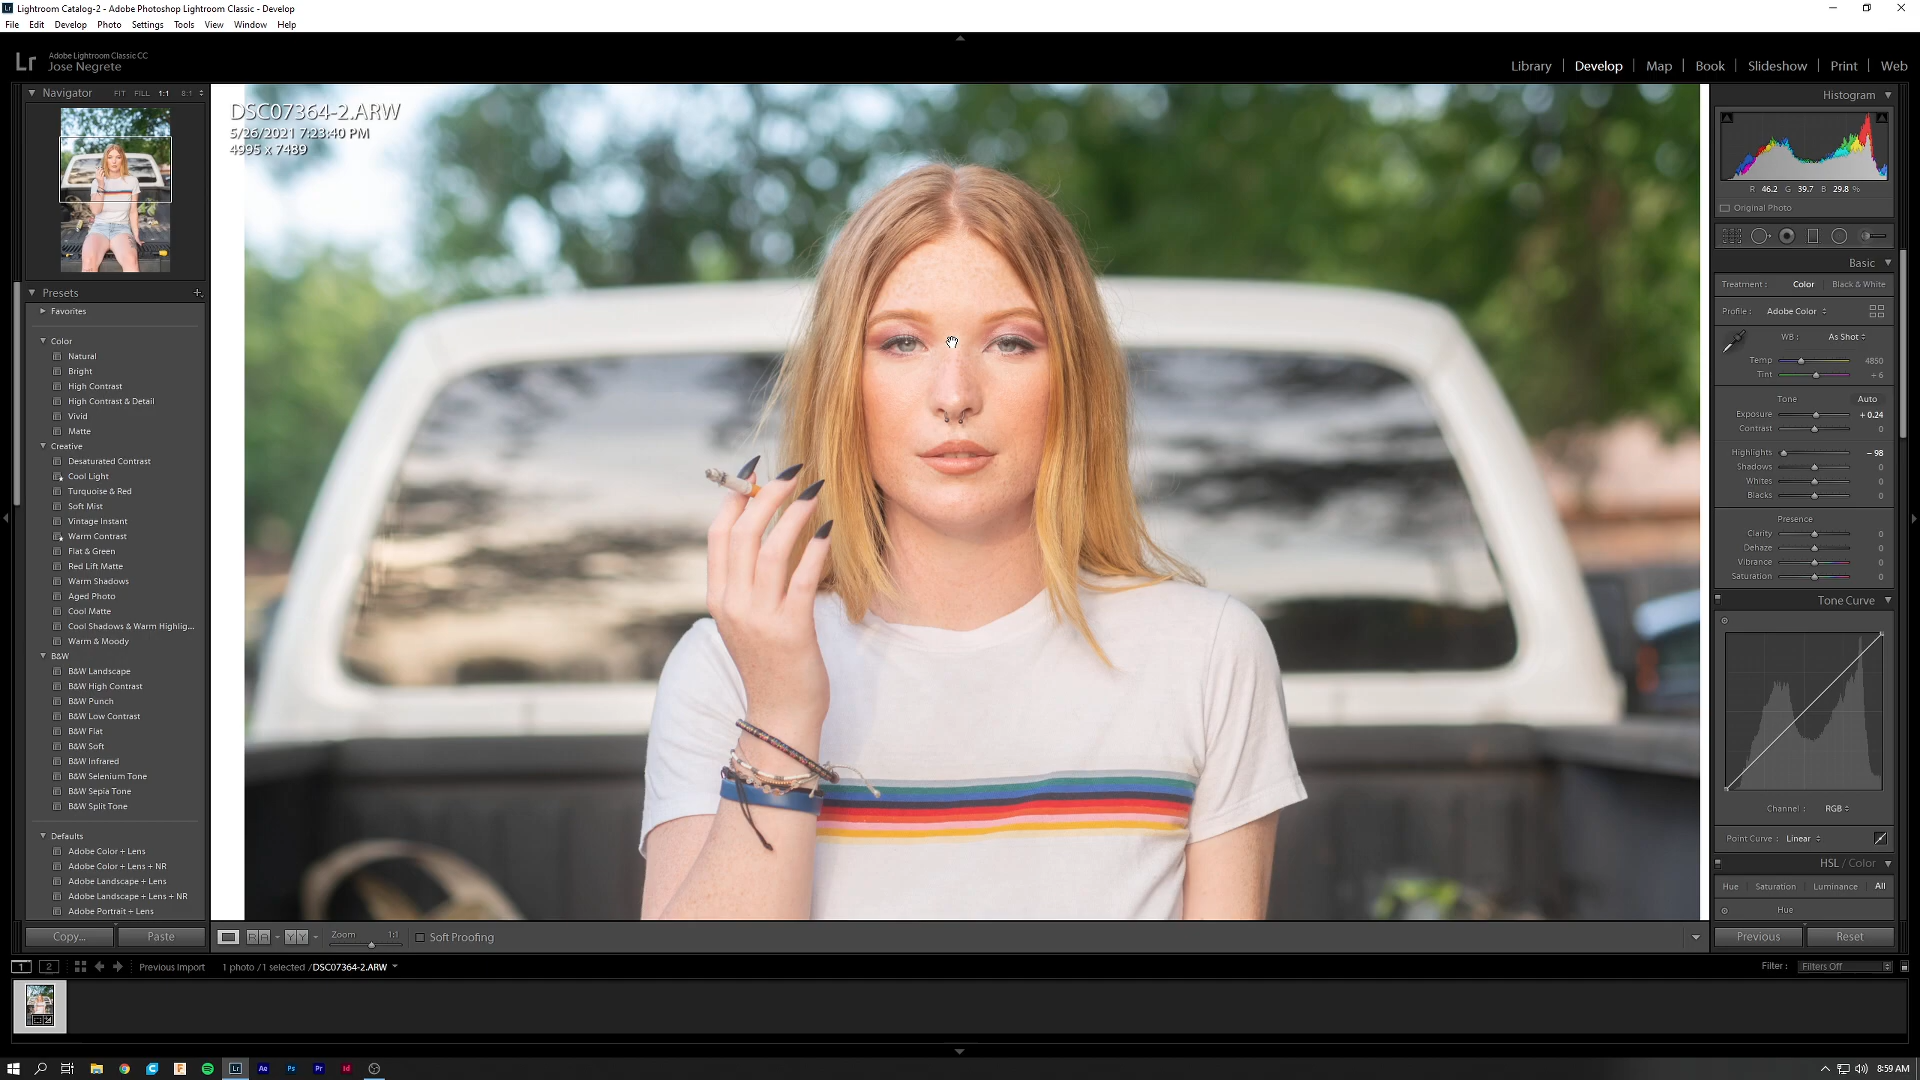 Lightroom Catalog-2 - Adobe Photoshop Lightroom Classic - Develop
File Edit Develop Photo Settings Tools View Window Help
Lr
Adobe Lightroom Classic CC
Jose Negrete
Library | Develop | Map | Book | Slideshow | Print | Web
Navigator FIT FILL 1:1 8:1
Presets +
Favorites
Color
Natural
Bright
High Contrast
High Contrast & Detail
Vivid
Matte
Creative
Desaturated Contrast
Cool Light
Turquoise & Red
Soft Mist
Vintage Instant
Warm Contrast
Flat & Green
Red Lift Matte
Warm Shadows
Aged Photo
Cool Matte
Cool Shadows & Warm Highlig...
Warm & Moody
B&W
B&W Landscape
B&W High Contrast
B&W Punch
B&W Low Contrast
B&W Flat
B&W Soft
B&W Infrared
B&W Selenium Tone
B&W Sepia Tone
B&W Split Tone
Defaults
Adobe Color + Lens
Adobe Color + Lens + NR
Adobe Landscape + Lens
Adobe Landscape + Lens + NR
Adobe Portrait + Lens
Copy... Paste
DSC07364-2.ARW
5/26/2021 7:23:40 PM
4995 x 7489
Histogram
R 46.2 G 39.7 B 29.8 %
Original Photo
Basic
Treatment : Color Black & White
Profile : Adobe Color
WB : As Shot
Temp 4850
Tint + 6
Tone Auto
Exposure + 0.24
Contrast 0
Highlights - 98
Shadows 0
Whites 0
Blacks 0
Presence
Clarity 0
Dehaze 0
Vibrance 0
Saturation 0
Tone Curve
Channel : RGB
Point Curve : Linear
HSL / Color
Hue Saturation Luminance All
Hue
Previous Reset
R A Y Y Zoom 1:1 Soft Proofing
1 2 Previous Import 1 photo / 1 selected / DSC07364-2.ARW
Filter : Filters Off
Lr Ae Ps Pr Id
8:59 AM